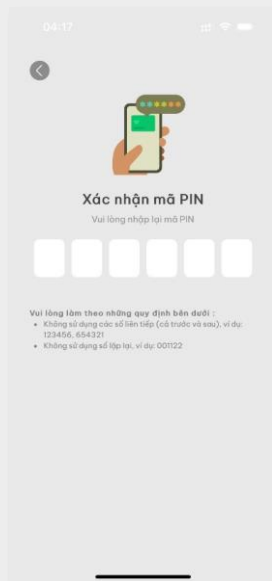 04:17
Xác nhận mã PIN
Vui lòng nhập lại mã PIN
Vui lòng làm theo những quy định bên dưới :
• Không sử dụng các số liên tiếp (cả trước và sau), ví dụ:
123456, 654321
• Không sử dụng số lặp lại, ví dụ: 001122